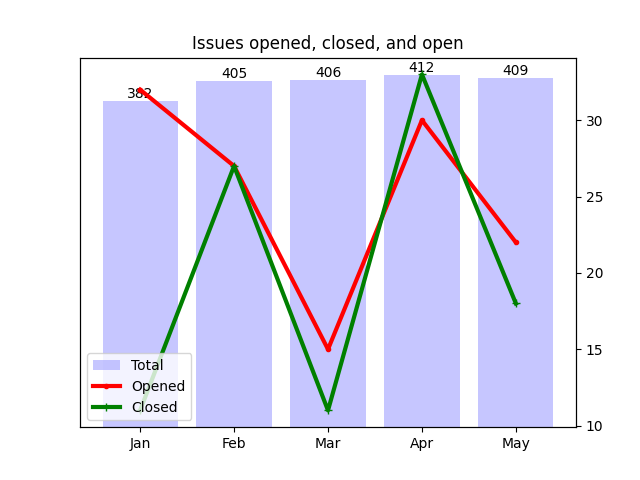 Issues opened, closed, and open
382
405
406
412
409
30
25
20
15
10
Total
Opened
Closed
Jan
Feb
Mar
Apr
May